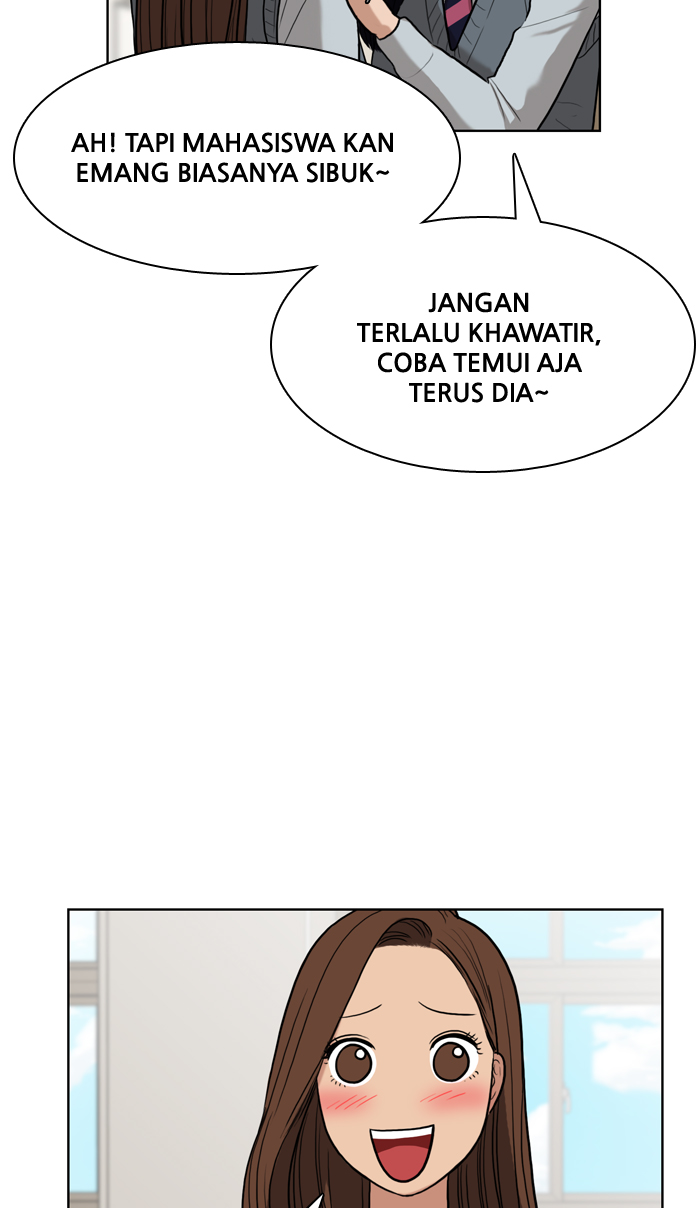 AH! TAPI MAHASISWA KAN
EMANG BIASANYA SIBUK~
JANGAN
TERLALU KHAWATIR,
COBA TEMUI AJA
TERUS DIA~